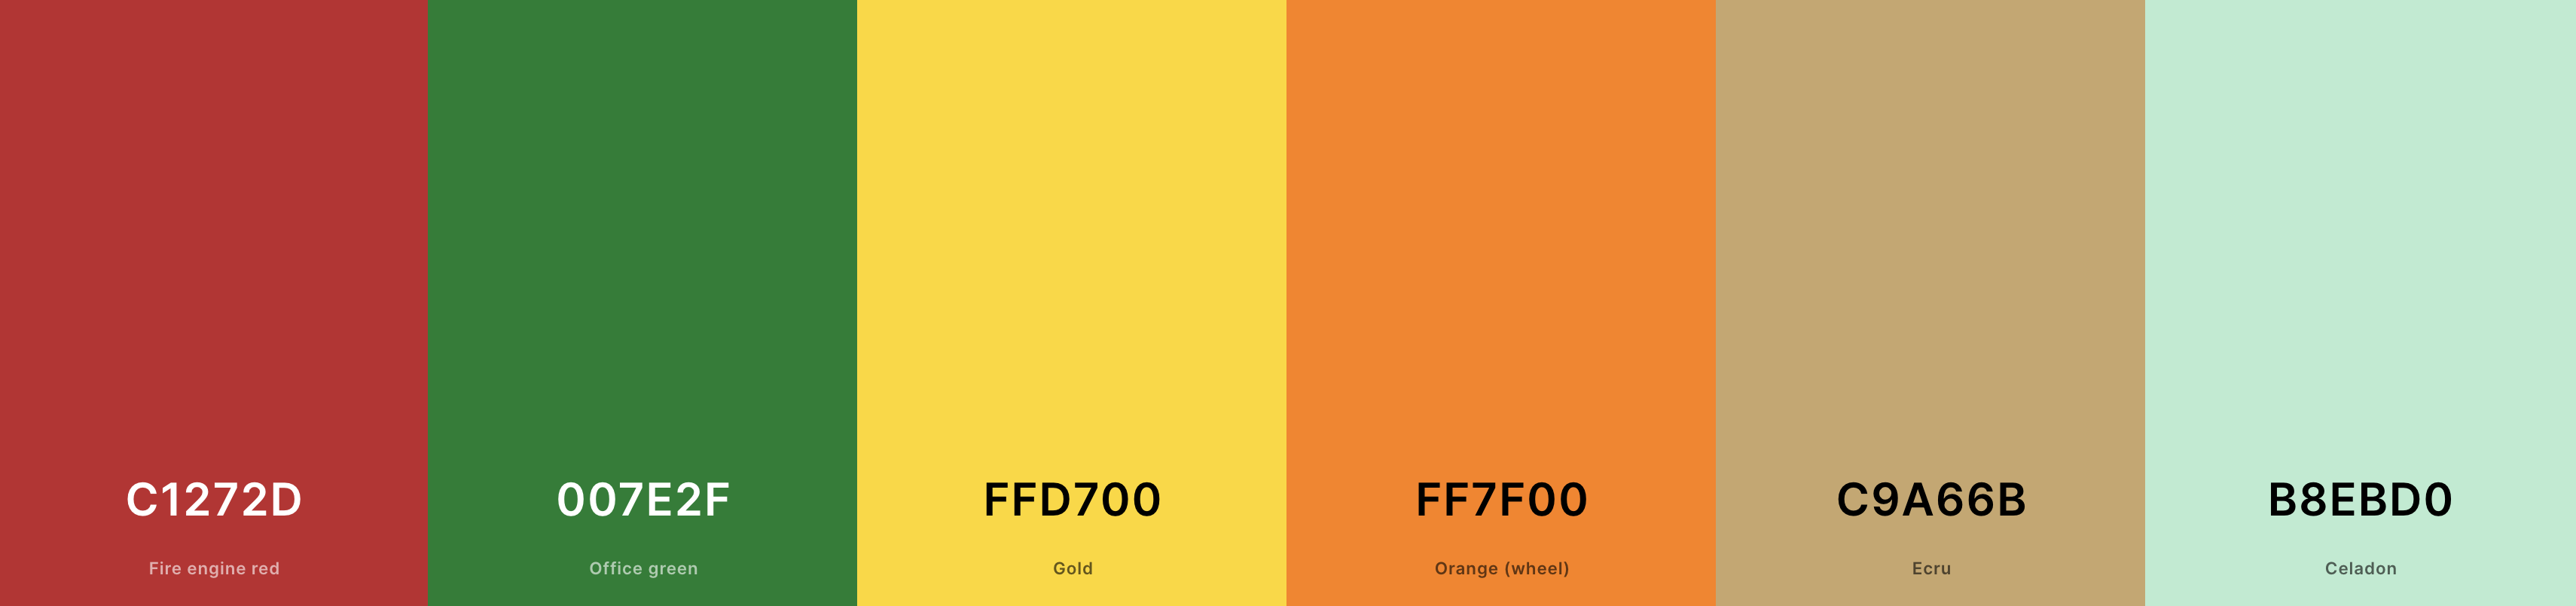 C1272D
Fire engine red
007E2F
Office green
FFD700
Gold
FF7F00
Orange (wheel)
C9A66B
Ecru
B8EBD0
Celadon